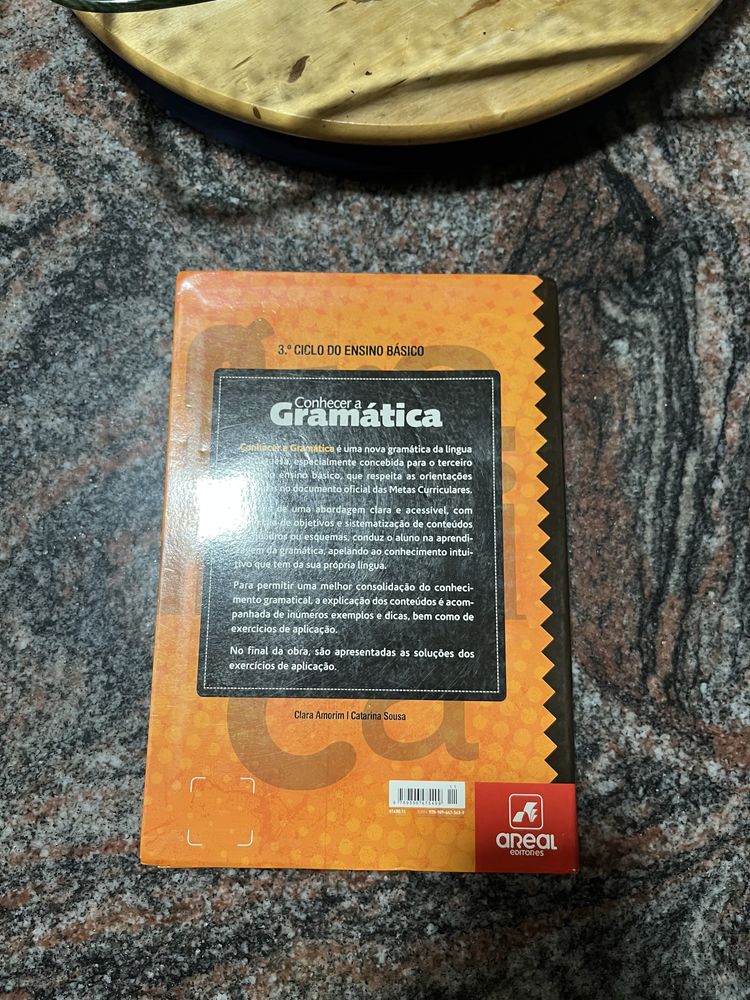 3.º CICLO DO ENSINO BÁSICO
Conhecer a
Gramática
Conhecer a Gramática é uma nova gramática da língua
especialmente concebida para o terceiro
ensino básico, que respeita as orientações
no documento oficial das Metas Curriculares.
de uma abordagem clara e acessível, com
de objetivos e sistematização de conteúdos
ou esquemas, conduz o aluno na aprendi-
zagem da gramática, apelando ao conhecimento intui-
tivo que tem da sua própria língua.
Para permitir uma melhor consolidação do conheci-
mento gramatical, a explicação dos conteúdos é acom-
panhada de inúmeros exemplos e dicas, bem como de
exercícios de aplicação.
No final da obra, são apresentadas as soluções dos
exercícios de aplicação.
Clara Amorim | Catarina Sousa
ISBN
areal
EDITORES